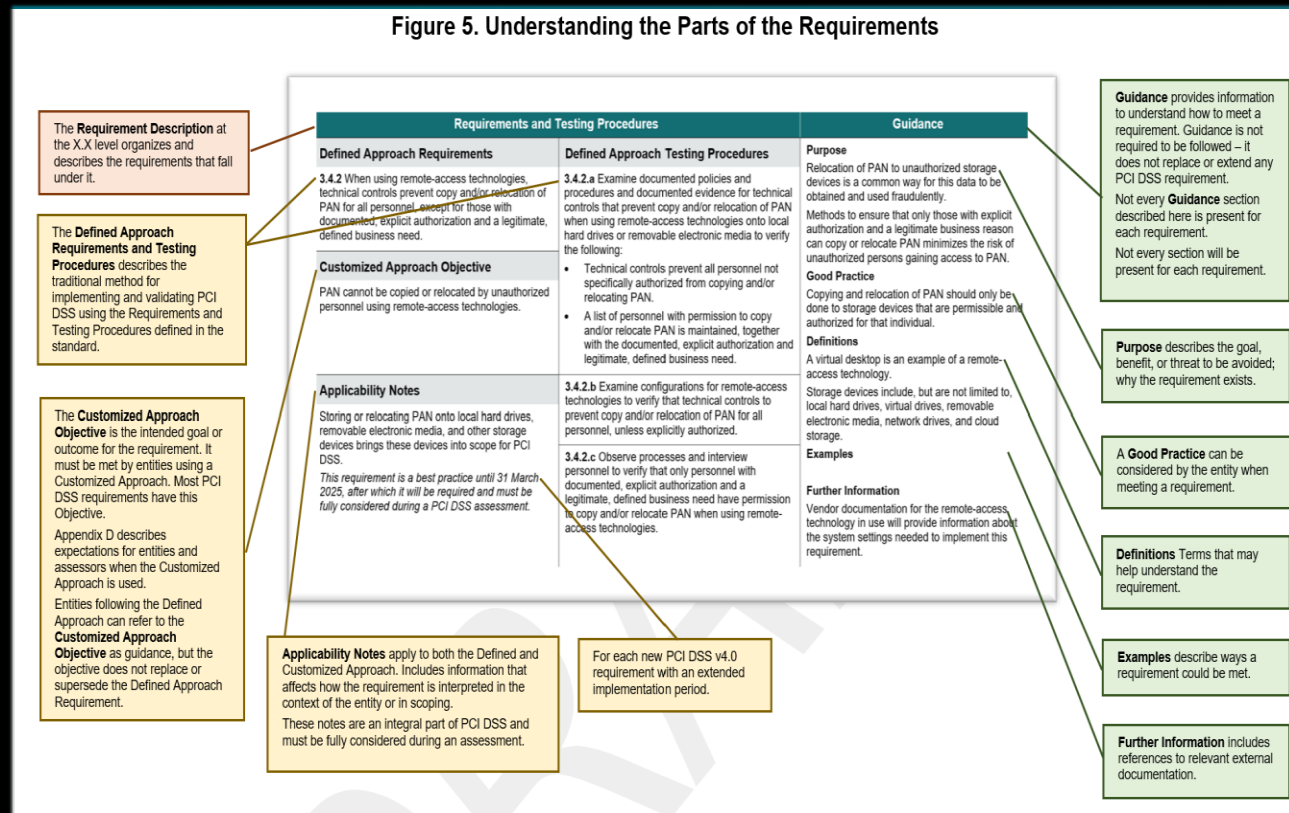 Figure 5. Understanding the Parts of the Requirements
The Requirement Description at
the X.X level organizes and
describes the requirements that fall
under it.
The Defined Approach
Requirements and Testing
Procedures describes the
traditional method for
implementing and validating PCI
DSS using the Requirements and
Testing Procedures defined in the
standard.
The Customized Approach
Objective is the intended goal or
outcome for the requirement. It
must be met by entities using a
Customized Approach. Most PCI
DSS requirements have this
Objective.
Appendix D describes
expectations for entities and
assessors when the Customized
Approach is used.
Entities following the Defined
Approach can refer to the
Customized Approach
Objective as guidance, but the
objective does not replace or
supersede the Defined Approach
Requirement.
Requirements and Testing Procedures
Guidance
Defined Approach Requirements
3.4.2 When using remote-access technologies,
technical controls prevent copy and/or relocation of
PAN for all personnel, except for those with
documented, explicit authorization and a legitimate,
defined business need.
Customized Approach Objective
PAN cannot be copied or relocated by unauthorized
personnel using remote-access technologies.
Applicability Notes
Storing or relocating PAN onto local hard drives,
removable electronic media, and other storage
devices brings these devices into scope for PCI
DSS.
This requirement is a best practice until 31 March
2025, after which it will be required and must be
fully considered during a PCI DSS assessment.
Defined Approach Testing Procedures
3.4.2.a Examine documented policies and
procedures and documented evidence for technical
controls that prevent copy and/or relocation of PAN
when using remote-access technologies onto local
hard drives or removable electronic media to verify
the following:
• Technical controls prevent all personnel not
specifically authorized from copying and/or
relocating PAN.
• A list of personnel with permission to copy
and/or relocate PAN is maintained, together
with the documented, explicit authorization and
legitimate, defined business need.
3.4.2.b Examine configurations for remote-access
technologies to verify that technical controls to
prevent copy and/or relocation of PAN for all
personnel, unless explicitly authorized.
3.4.2.c Observe processes and interview
personnel to verify that only personnel with
documented, explicit authorization and a
legitimate, defined business need have permission
to copy and/or relocate PAN when using remote-
access technologies.
Purpose
Relocation of PAN to unauthorized storage
devices is a common way for this data to be
obtained and used fraudulently.
Methods to ensure that only those with explicit
authorization and a legitimate business reason
can copy or relocate PAN minimizes the risk of
unauthorized persons gaining access to PAN.
Good Practice
Copying and relocation of PAN should only be
done to storage devices that are permissible and
authorized for that individual.
Definitions
A virtual desktop is an example of a remote-
access technology.
Storage devices include, but are not limited to,
local hard drives, virtual drives, removable
electronic media, network drives, and cloud
storage.
Examples
Further Information
Vendor documentation for the remote-access
technology in use will provide information about
the system settings needed to implement this
requirement.
Applicability Notes apply to both the Defined and
Customized Approach. Includes information that
affects how the requirement is interpreted in the
context of the entity or in scoping.
These notes are an integral part of PCI DSS and
must be fully considered during an assessment.
For each new PCI DSS v4.0
requirement with an extended
implementation period.
Guidance provides information
to understand how to meet a
requirement. Guidance is not
required to be followed – it
does not replace or extend any
PCI DSS requirement.
Not every Guidance section
described here is present for
each requirement.
Not every section will be
present for each requirement.
Purpose describes the goal,
benefit, or threat to be avoided;
why the requirement exists.
A Good Practice can be
considered by the entity when
meeting a requirement.
Definitions Terms that may
help understand the
requirement.
Examples describe ways a
requirement could be met.
Further Information includes
references to relevant external
documentation.